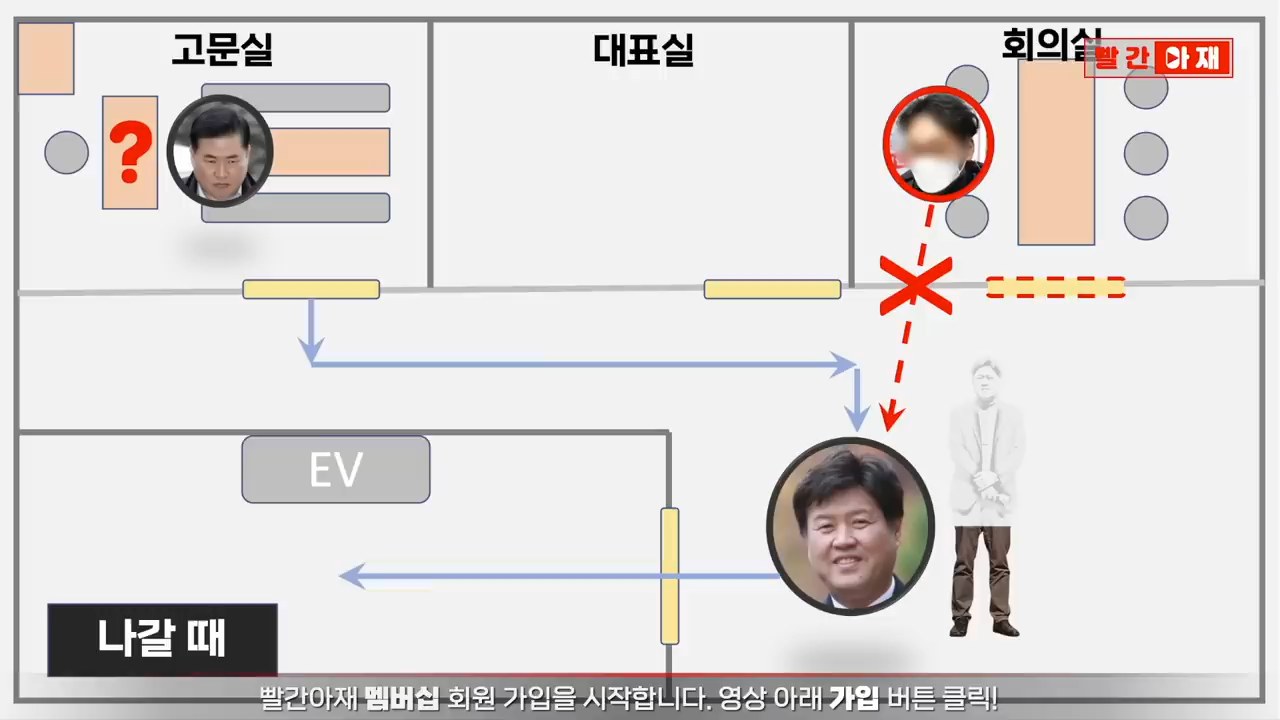 고문실
대표실
회의실
빨간아재
?
EV
나갈 때
빨간아재 멤버십 회원 가입을 시작합니다. 영상 아래 가입 버튼 클릭!